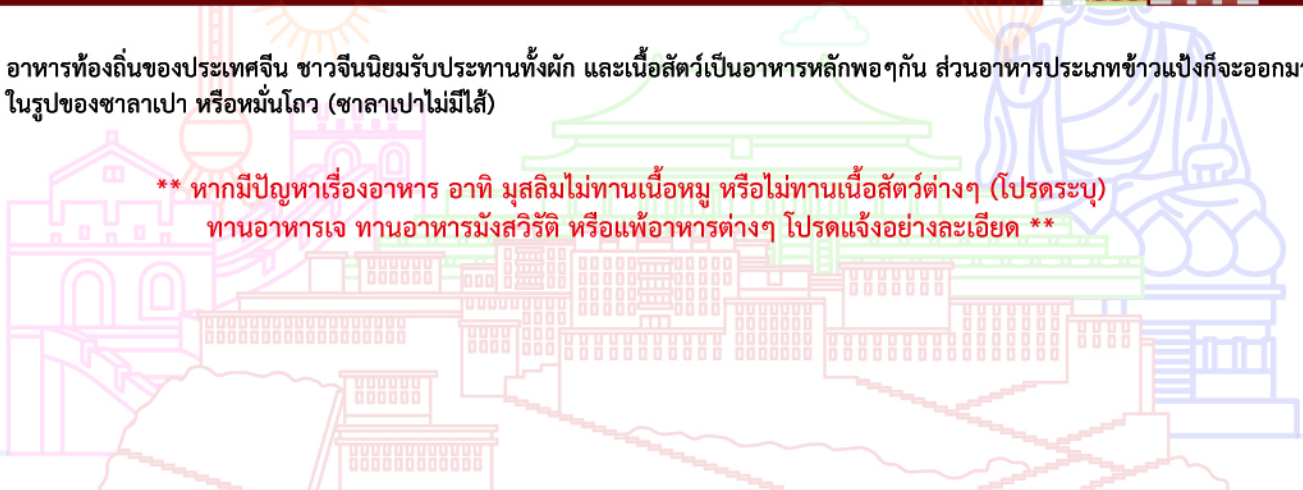 อาหารท้องถิ่นของประเทศจีน ชาวจีนนิยมรับประทานทั้งผัก และเนื้อสัตว์เป็นอาหารหลักพอๆกัน ส่วนอาหารประเภทข้าวแป้งก็จะออกมา
ในรูปของซาลาเปา หรือหมั่นโถว (ซาลาเปาไม่มีไส้)
** หากมีปัญหาเรื่องอาหาร อาทิ มุสลิมไม่ทานเนื้อหมู หรือไม่ทานเนื้อสัตว์ต่างๆ (โปรดระบุ)
ทานอาหารเจ ทานอาหารมังสวิรัติ หรือแพ้อาหารต่างๆ โปรดแจ้งอย่างละเอียด **